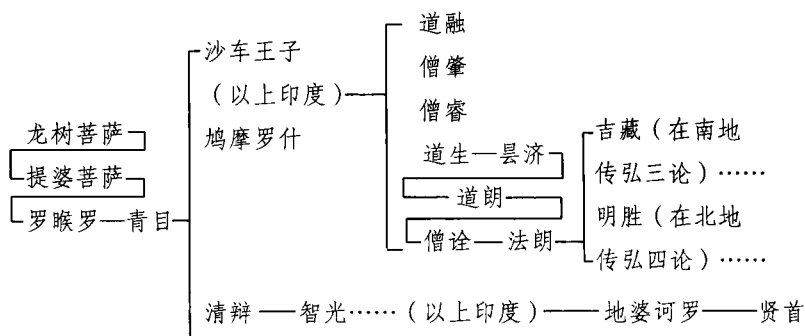 龙树菩萨
提婆菩萨
罗睺罗—青目
沙车王子
(以上印度)
鸠摩罗什
道融
僧肇
僧睿
道生—昙济
道朗
僧诠—法朗
吉藏(在南地
传弘三论)……
明胜(在北地
传弘四论)……
清辩—智光……(以上印度)—地婆诃罗—贤首